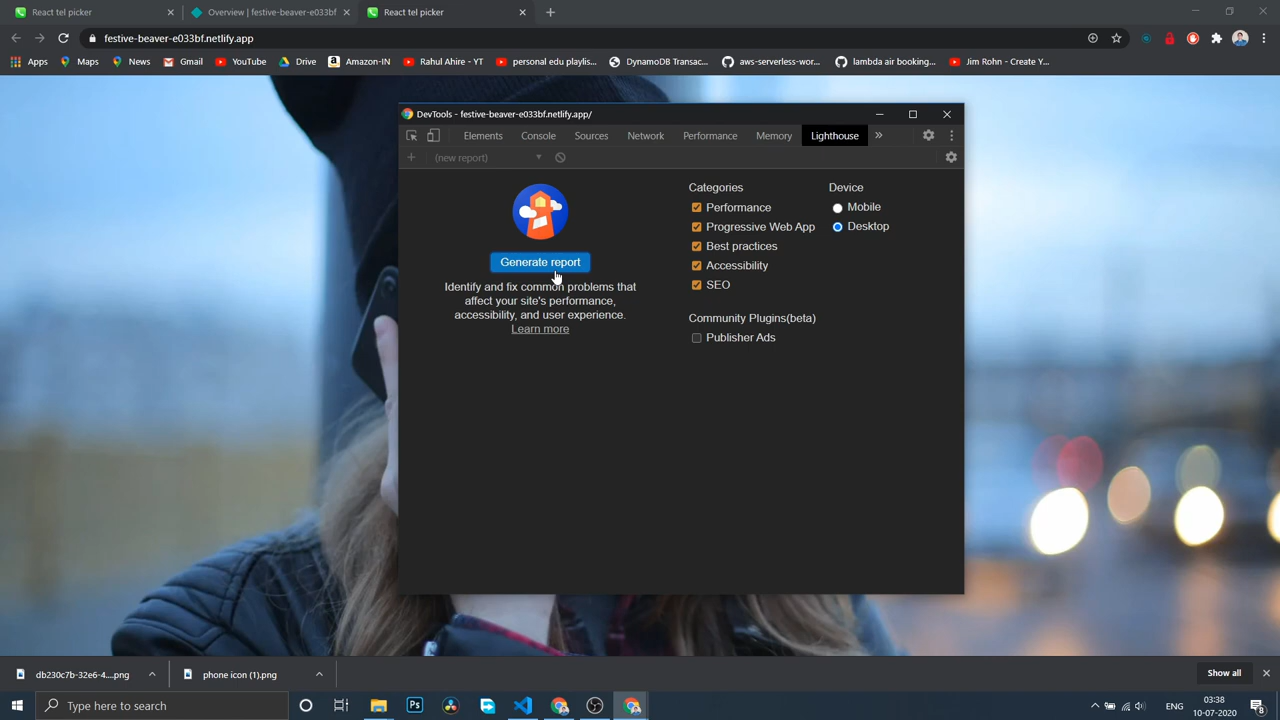 React tel picker
Overview | festive-beaver-e033bf
React tel picker
festive-beaver-e033bf.netlify.app
Apps
Maps
News
Gmail
YouTube
Drive
Amazon-IN
Rahul Ahire - YT
personal edu playlis...
DynamoDB Transac...
aws-serverless-wor...
lambda air booking...
Jim Rohn - Create Y...
DevTools - festive-beaver-e033bf.netlify.app/
Elements
Console
Sources
Network
Performance
Memory
Lighthouse
(new report)
Generate report
Identify and fix common problems that
affect your site's performance,
accessibility, and user experience.
Learn more
Categories
Performance
Progressive Web App
Best practices
Accessibility
SEO
Community Plugins(beta)
Publisher Ads
Device
Mobile
Desktop
db230c7b-32e6-4....png
phone icon (1).png
Show all
Type here to search
Ps
ENG
03:38
10-07-2020
8